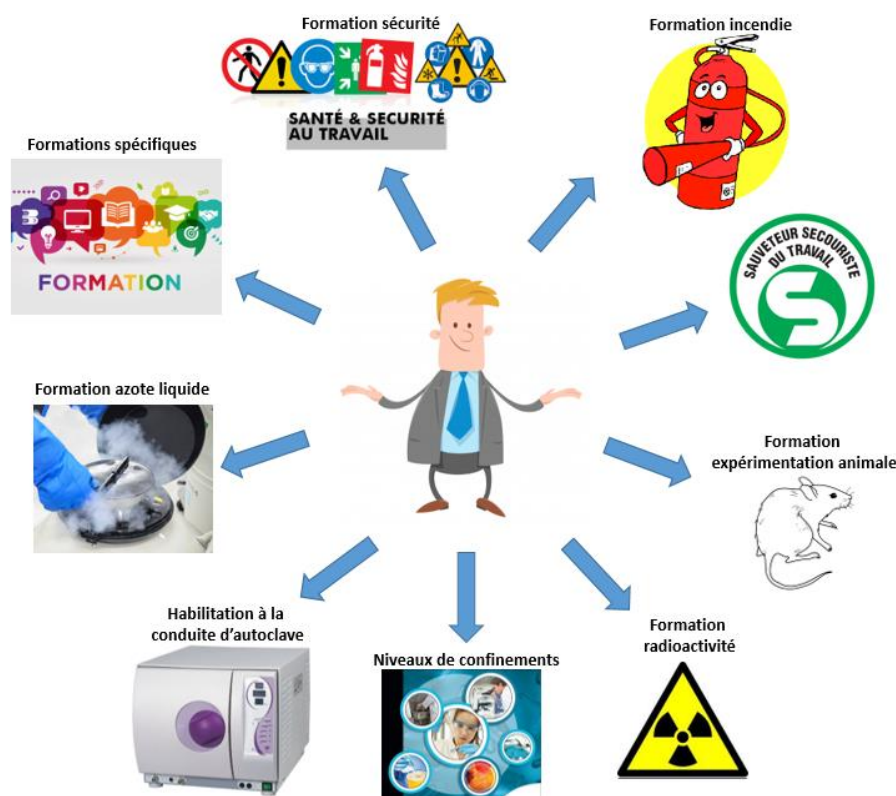 Formation sécurité
SANTÉ & SECURITÉ
AU TRAVAIL
Formation incendie
Formations spécifiques
FORMATION
SAUVETEUR SECOURISTE
DU TRAVAIL
Formation azote liquide
Formation
expérimentation animale
Habilitation à la
conduite d'autoclave
Niveaux de confinements
Formation
radioactivité